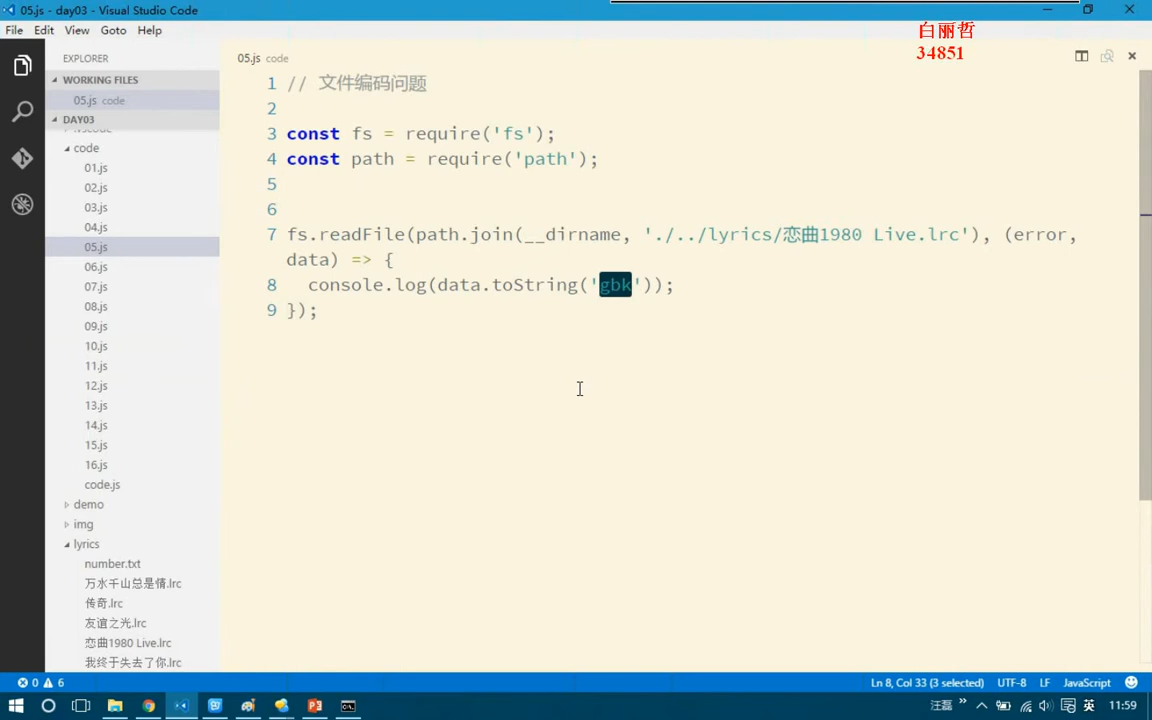 05.js - day03 - Visual Studio Code
File Edit View Goto Help
白丽哲
34851
EXPLORER
WORKING FILES
05.js code
DAY03
code
01.js
02.js
03.js
04.js
05.js
06.js
07.js
08.js
09.js
10.js
11.js
12.js
13.js
14.js
15.js
16.js
code.js
demo
img
lyrics
number.txt
万水千山总是情.lrc
传奇.lrc
友谊之光.lrc
恋曲1980 Live.lrc
我终于失去了你.lrc
05.js code
1 // 文件编码问题
2
3 const fs = require('fs');
4 const path = require('path');
5
6
7 fs.readFile(path.join(__dirname, './../lyrics/恋曲1980 Live.lrc'), (error,
data) => {
8 console.log(data.toString('gbk'));
9 });
0 6
Ln 8, Col 33 (3 selected) UTF-8 LF JavaScript
汪磊 英 11:59